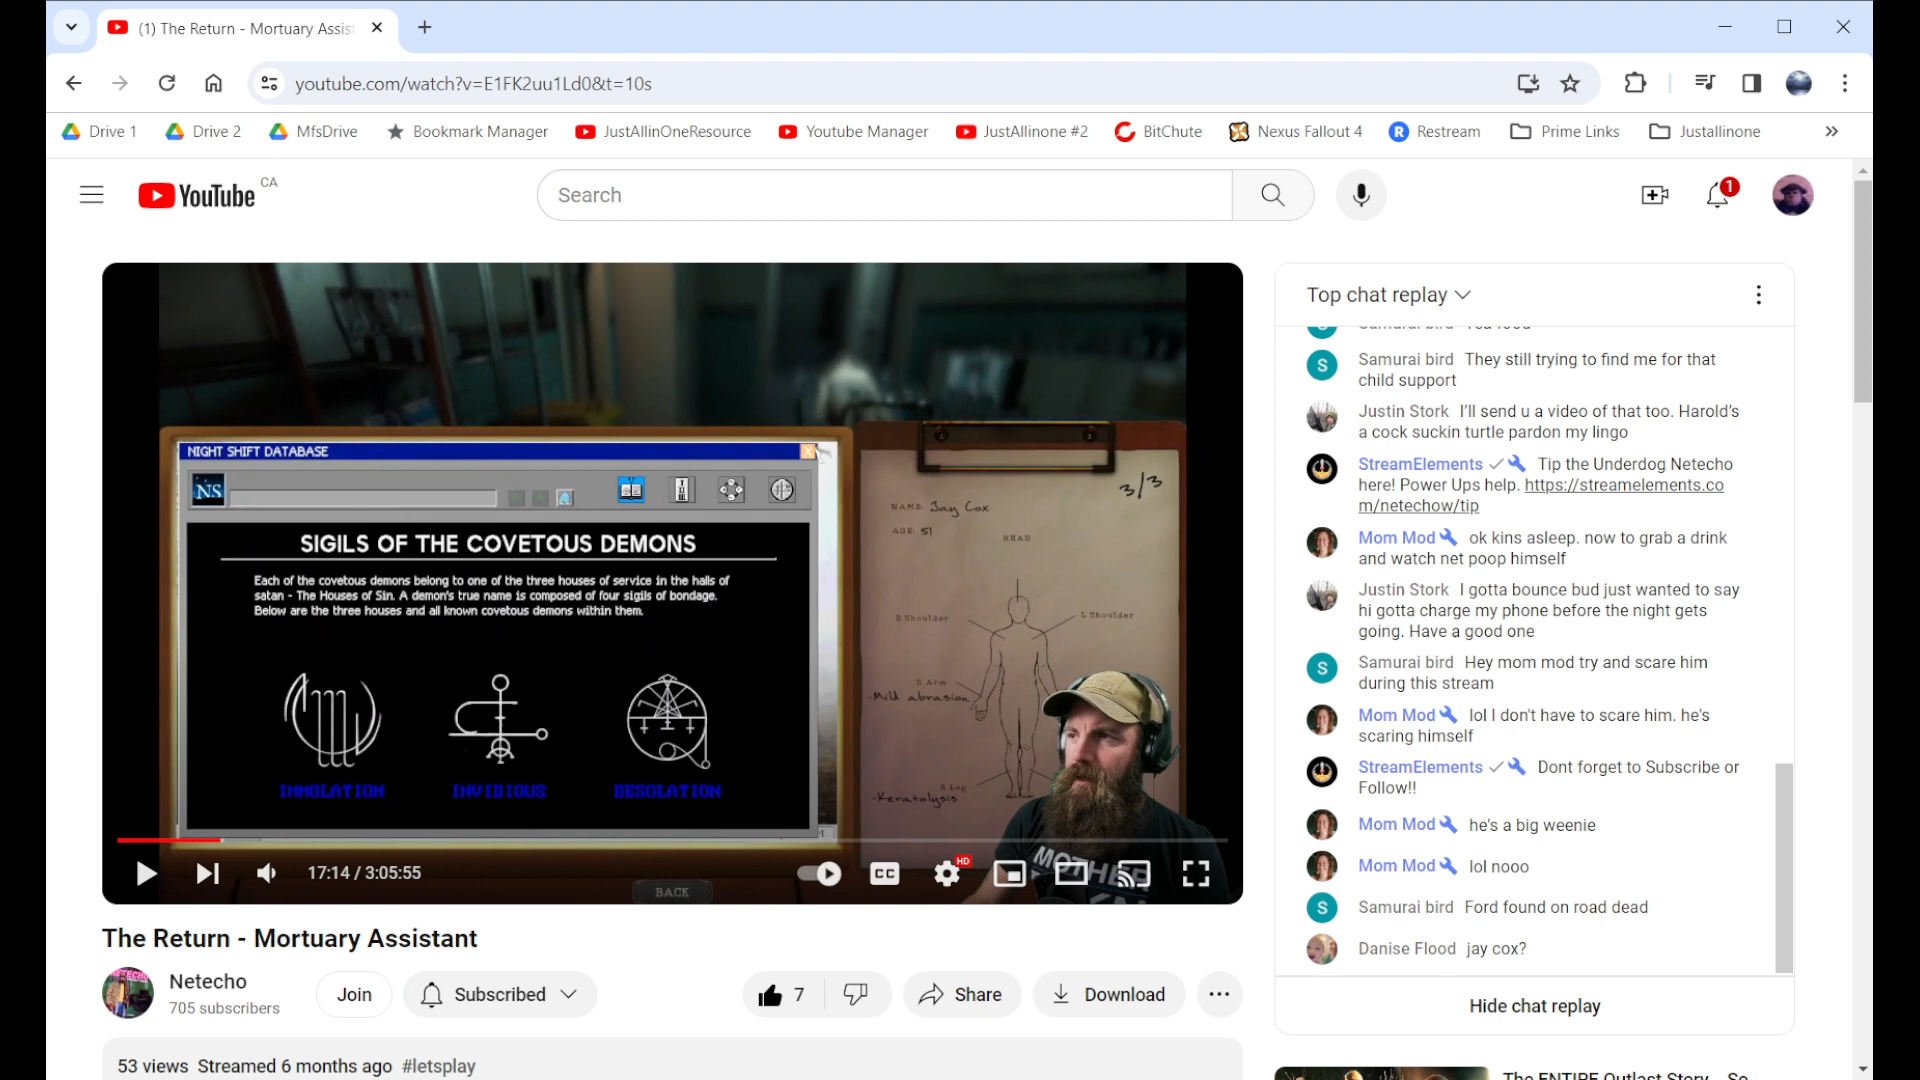 (1) The Return - Mortuary Assist
youtube.com/watch?v=E1FK2uu1Ld0&t=10s
Drive 1 Drive 2 MfsDrive Bookmark Manager JustAllinOneResource Youtube Manager JustAllinone #2 BitChute Nexus Fallout 4 R Restream Prime Links Justallinone
YouTube CA
Search
1
NIGHT SHIFT DATABASE
NS
SIGILS OF THE COVETOUS DEMONS
Each of the covetous demons belong to one of the three houses of service in the halls of
satan - The Houses of Sin. A demon's true name is composed of four sigils of bondage.
Below are the three houses and all known covetous demons within them.
IMMOLATION INVIDIOUS DESOLATION
3/3
NAME: Jay Cox
AGE: 51
HEAD
R Shoulder L Shoulder
R Arm
-Mild abrasion
R Leg
-Keratolysis
MOTHER
BACK
17:14 / 3:05:55
CC
HD
The Return - Mortuary Assistant
Netecho
705 subscribers
Join
Subscribed
7
Share
Download
53 views Streamed 6 months ago #letsplay
Top chat replay
S Samurai bird They still trying to find me for that
child support
Justin Stork I'll send u a video of that too. Harold's
a cock suckin turtle pardon my lingo
StreamElements Tip the Underdog Netecho
here! Power Ups help. https://streamelements.co
m/netechow/tip
Mom Mod ok kins asleep. now to grab a drink
and watch net poop himself
Justin Stork I gotta bounce bud just wanted to say
hi gotta charge my phone before the night gets
going. Have a good one
S Samurai bird Hey mom mod try and scare him
during this stream
Mom Mod lol I don't have to scare him. he's
scaring himself
StreamElements Dont forget to Subscribe or
Follow!!
Mom Mod he's a big weenie
Mom Mod lol nooo
S Samurai bird Ford found on road dead
Danise Flood jay cox?
Hide chat replay
The ENTIRE Outlast Story... So